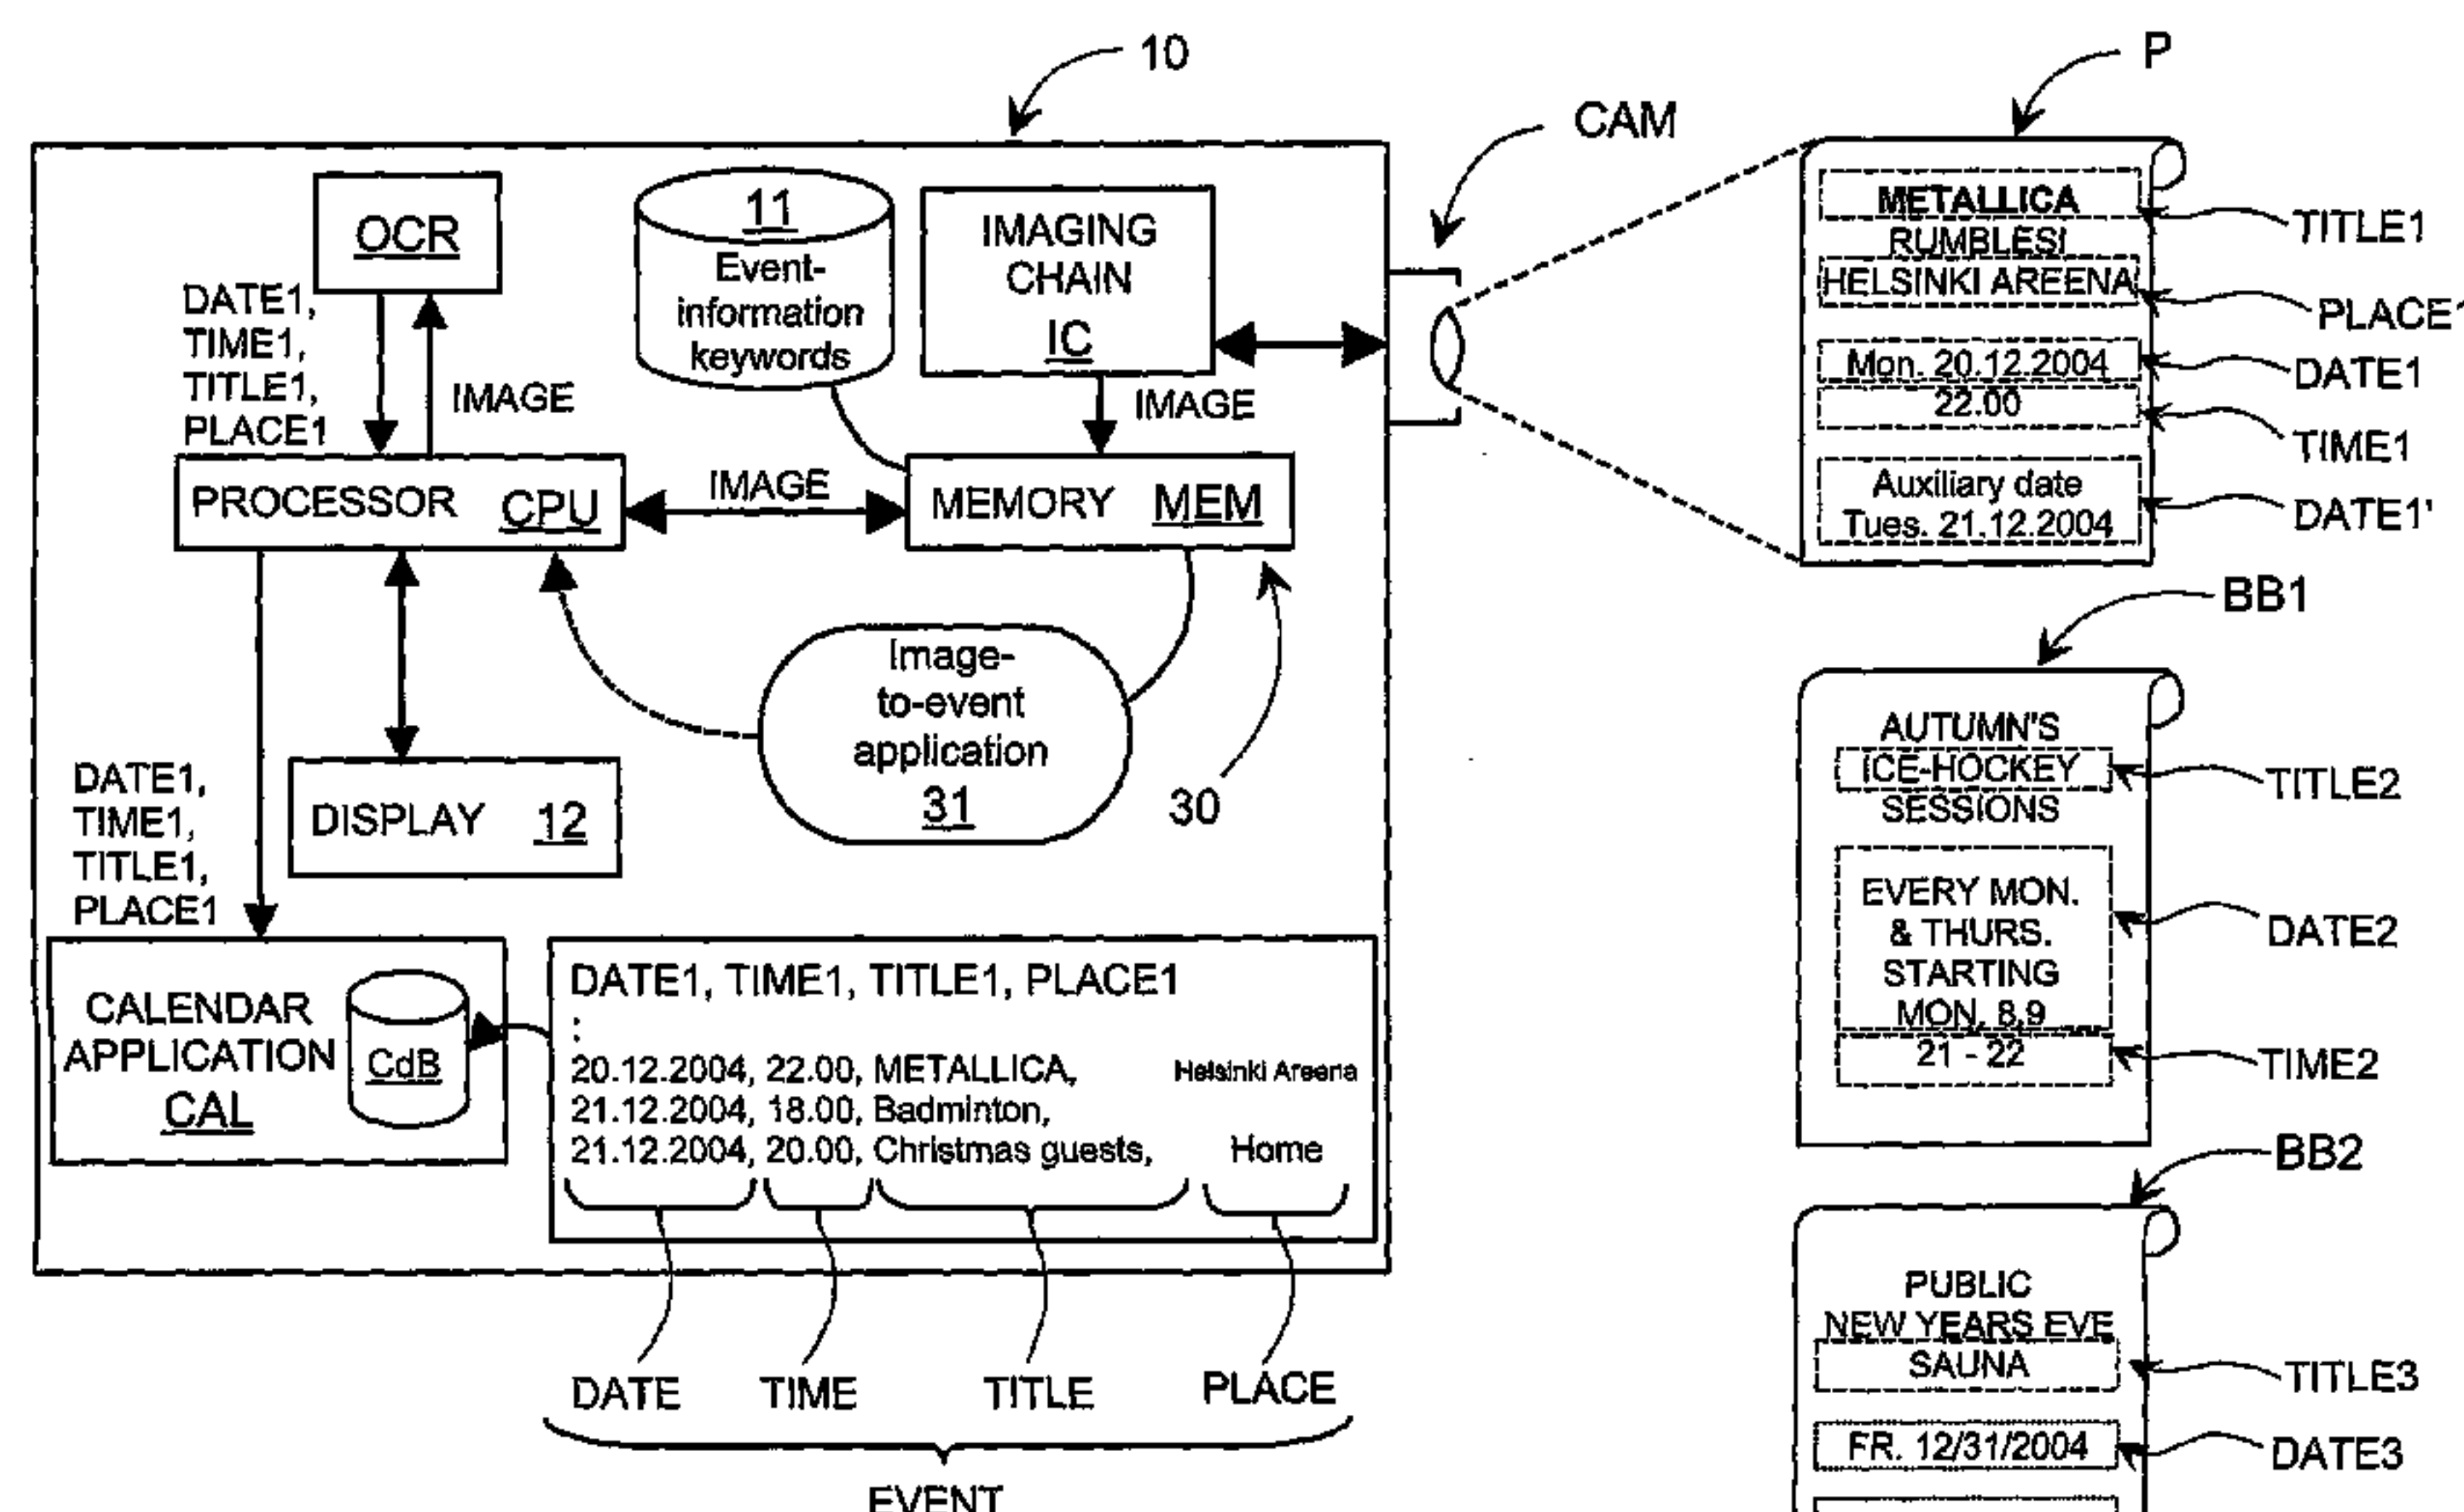 10
P
CAM
OCR
11
Event-
information
keywords
IMAGING
CHAIN
IC
DATE1,
TIME1,
TITLE1,
PLACE1
IMAGE
IMAGE
PROCESSOR CPU
IMAGE
MEMORY MEM
Image-
to-event
application
31
30
DISPLAY 12
DATE1,
TIME1,
TITLE1,
PLACE1
CALENDAR
APPLICATION
CAL
CdB
DATE1, TIME1, TITLE1, PLACE1
:
20.12.2004, 22.00, METALLICA, Helsinki Areena
21.12.2004, 18.00, Badminton,
21.12.2004, 20.00, Christmas guests, Home
DATE TIME TITLE PLACE
EVENT
METALLICA
RUMBLES!
HELSINKI AREENA
Mon. 20.12.2004
22.00
Auxiliary date
Tues. 21.12.2004
TITLE1
PLACE1
DATE1
TIME1
DATE1'
BB1
AUTUMN'S
ICE-HOCKEY
SESSIONS
EVERY MON.
& THURS.
STARTING
MON. 8,9
21 - 22
TITLE2
DATE2
TIME2
BB2
PUBLIC
NEW YEARS EVE
SAUNA
FR. 12/31/2004
TITLE3
DATE3